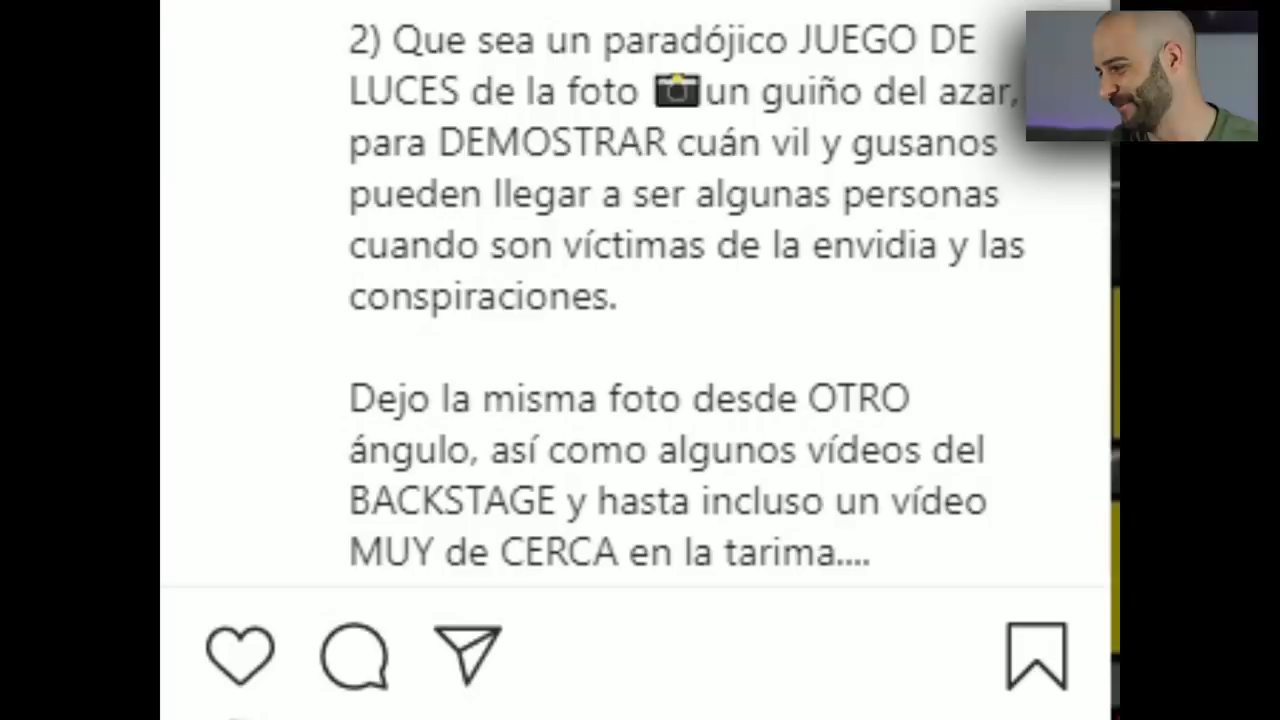 2) Que sea un paradójico JUEGO DE
LUCES de la foto 📷un guiño del azar,
para DEMOSTRAR cuán vil y gusanos
pueden llegar a ser algunas personas
cuando son víctimas de la envidia y las
conspiraciones.
Dejo la misma foto desde OTRO
ángulo, así como algunos vídeos del
BACKSTAGE y hasta incluso un vídeo
MUY de CERCA en la tarima....